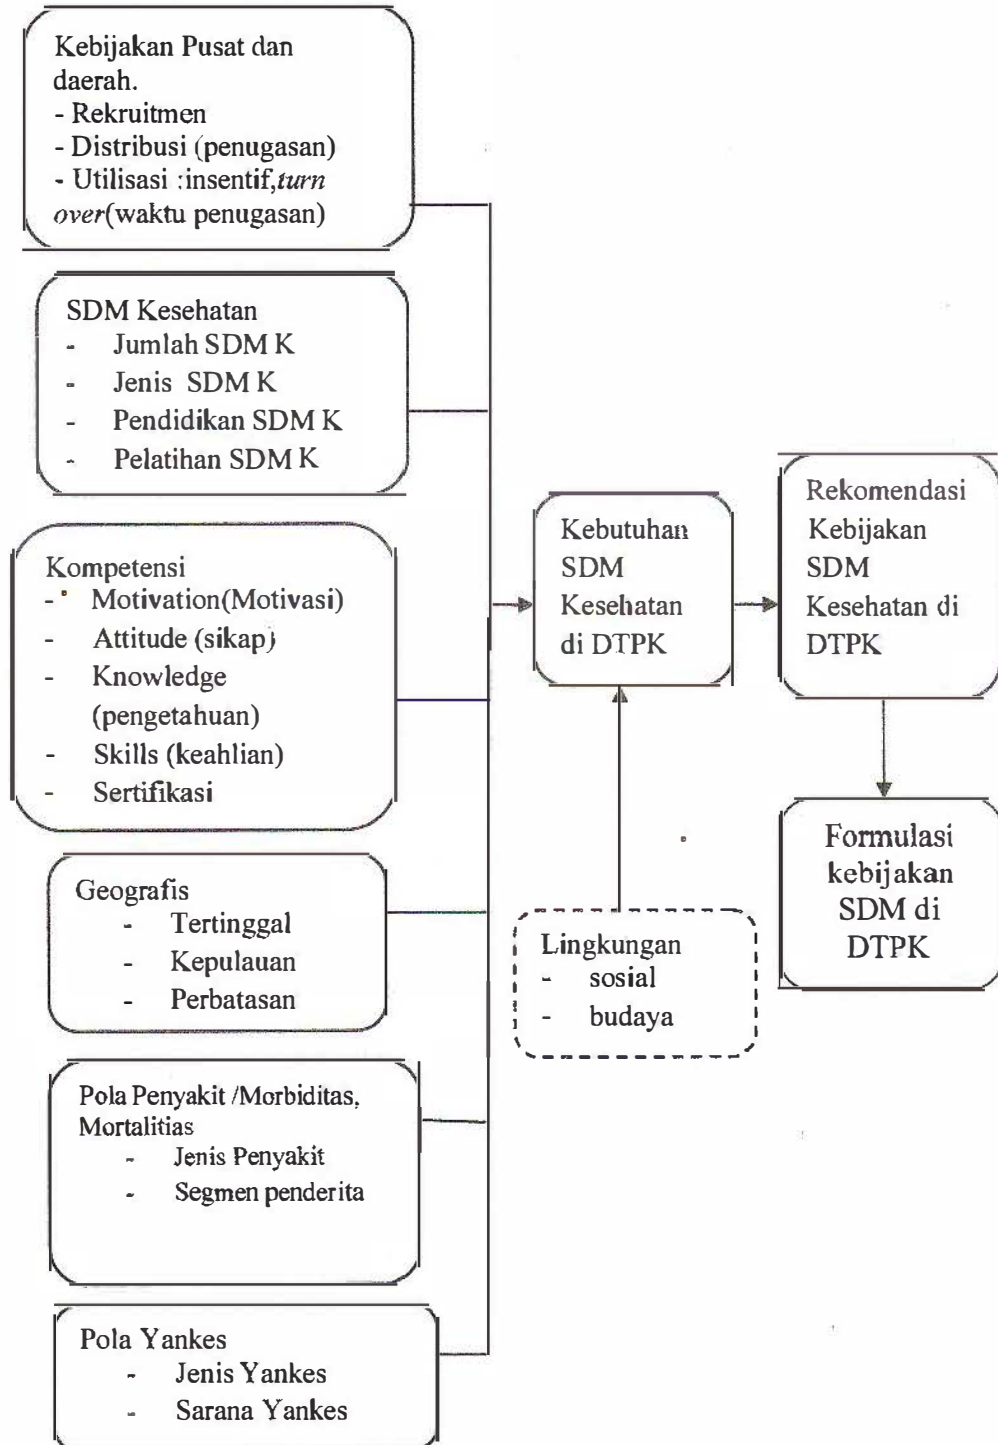 Kebijakan Pusat dan
daerah.
- Rekruitmen
- Distribusi (penugasan)
- Utilisasi :insentif,turn
over(waktu penugasan)
SDM Kesehatan
- Jumlah SDM K
- Jenis SDM K
- Pendidikan SDM K
- Pelatihan SDM K
Kompetensi
- Motivation(Motivasi)
- Attitude (sikap)
- Knowledge
(pengetahuan)
- Skills (keahlian)
- Sertifikasi
Geografis
- Tertinggal
- Kepulauan
- Perbatasan
Pola Penyakit /Morbiditas,
Mortalitias
- Jenis Penyakit
- Segmen penderita
Pola Yankes
- Jenis Yankes
- Sarana Yankes
Kebutuhan
SDM
Kesehatan
di DTPK
Lingkungan
- sosial
- budaya
Rekomendasi
Kebijakan
SDM
Kesehatan di
DTPK
Formulasi
kebijakan
SDM di
DTPK